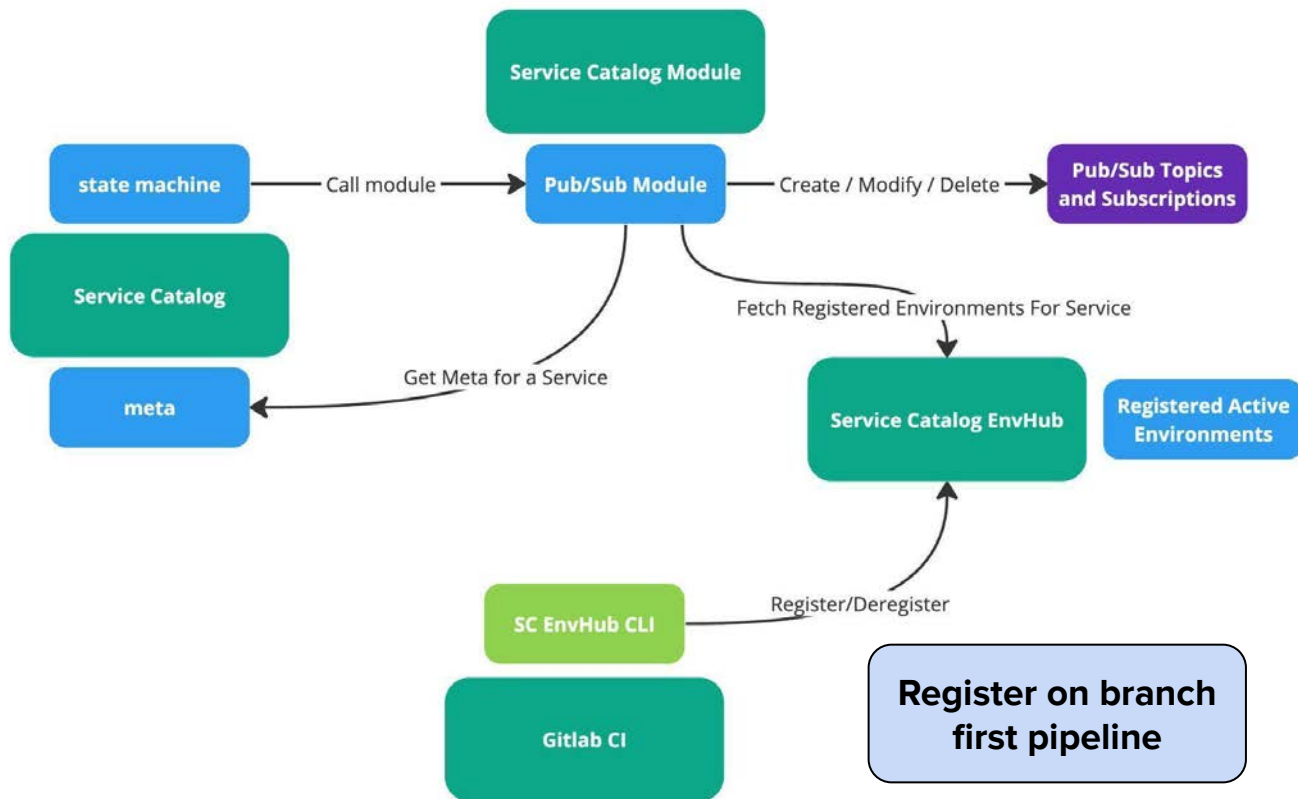 Service Catalog Module
state machine
Call module
Pub/Sub Module
Create / Modify / Delete
Pub/Sub Topics
and Subscriptions
Service Catalog
Fetch Registered Environments For Service
Get Meta for a Service
meta
Service Catalog EnvHub
Registered Active
Environments
SC EnvHub CLI
Register/Deregister
Gitlab CI
Register on branch
first pipeline